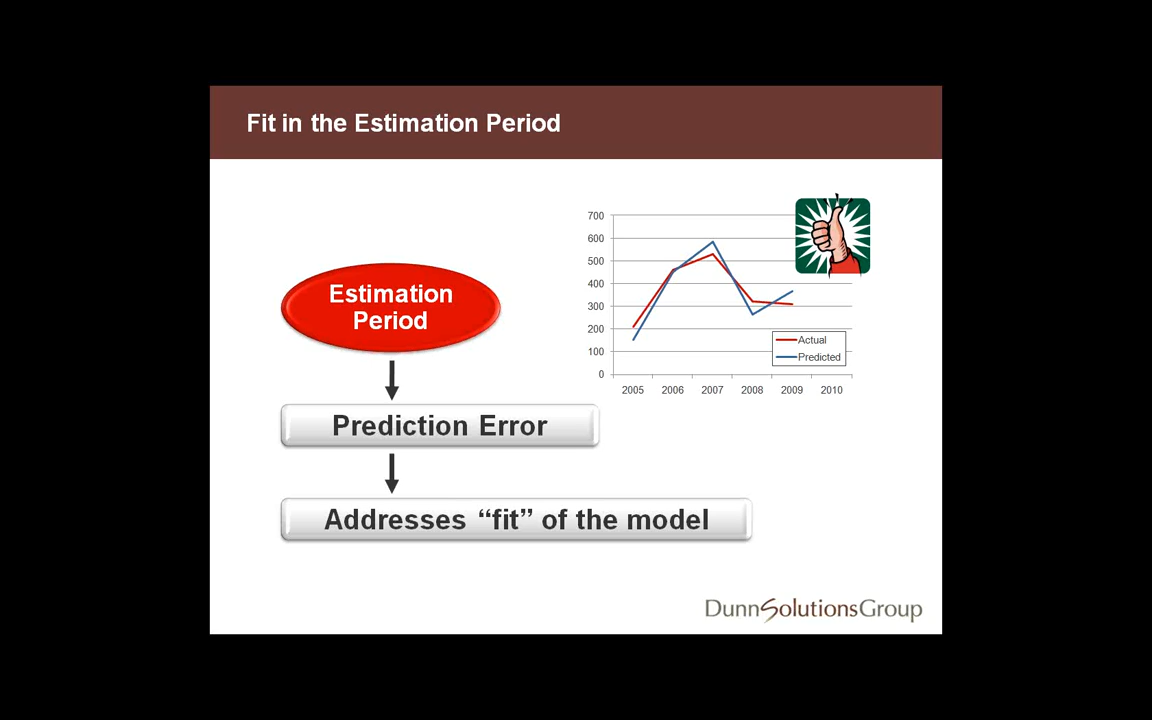 Fit in the Estimation Period
Estimation
Period
Prediction Error
Addresses “fit” of the model
700
600
500
400
300
200
100
0
2005 2006 2007 2008 2009 2010
Actual
Predicted
DunnSolutionsGroup